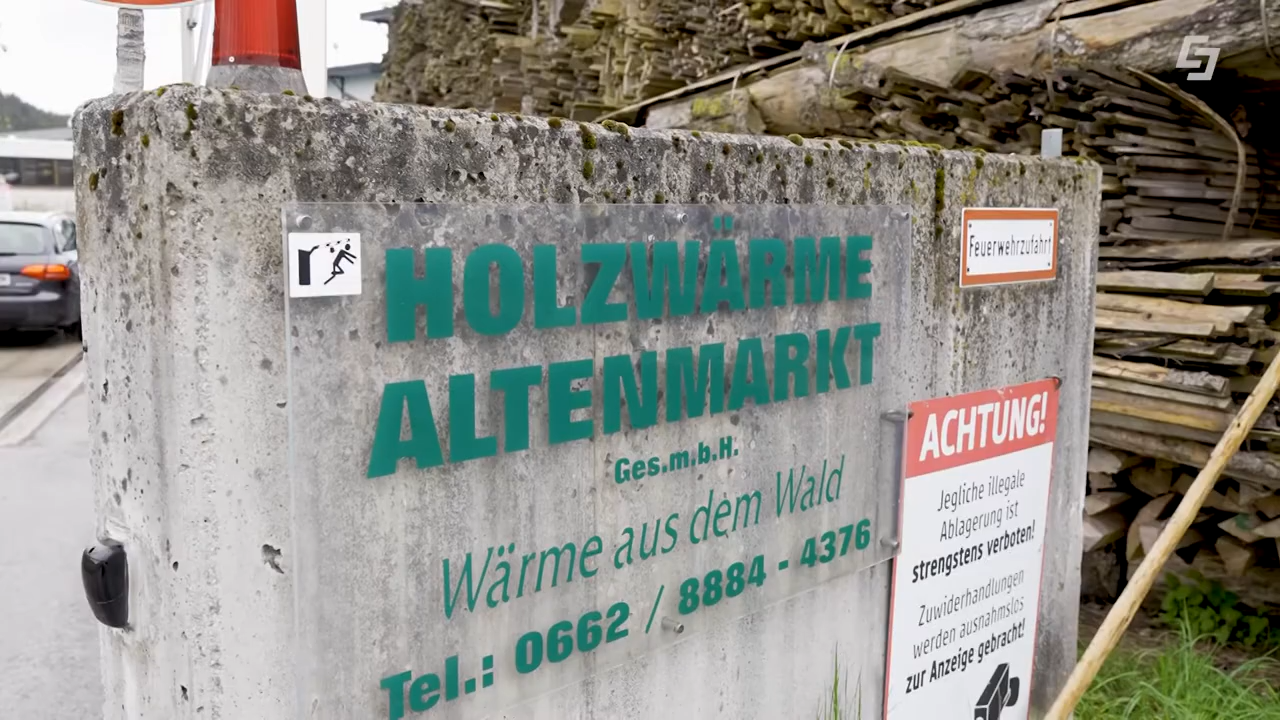 HOLZWÄRME
ALTENMARKT
Ges.m.b.H.
Wärme aus dem Wald
Tel.: 0662 / 8884 - 4376
Feuerwehrzufahrt
ACHTUNG!
Jegliche illegale
Ablagerung ist
strengstens verboten!
Zuwiderhandlungen
werden ausnahmslos
zur Anzeige gebracht!